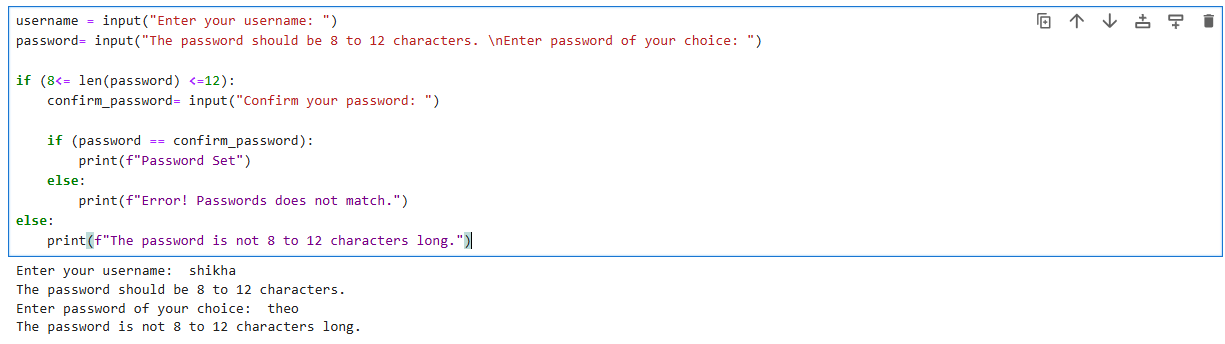 username = input("Enter your username: ")
password= input("The password should be 8 to 12 characters. \nEnter password of your choice: ")
if (8<= len(password) <=12):
    confirm_password= input("Confirm your password: ")
    if (password == confirm_password):
        print(f"Password Set")
    else:
        print(f"Error! Passwords does not match.")
else:
    print(f"The password is not 8 to 12 characters long.")
Enter your username:  shikha
The password should be 8 to 12 characters.
Enter password of your choice:  theo
The password is not 8 to 12 characters long.